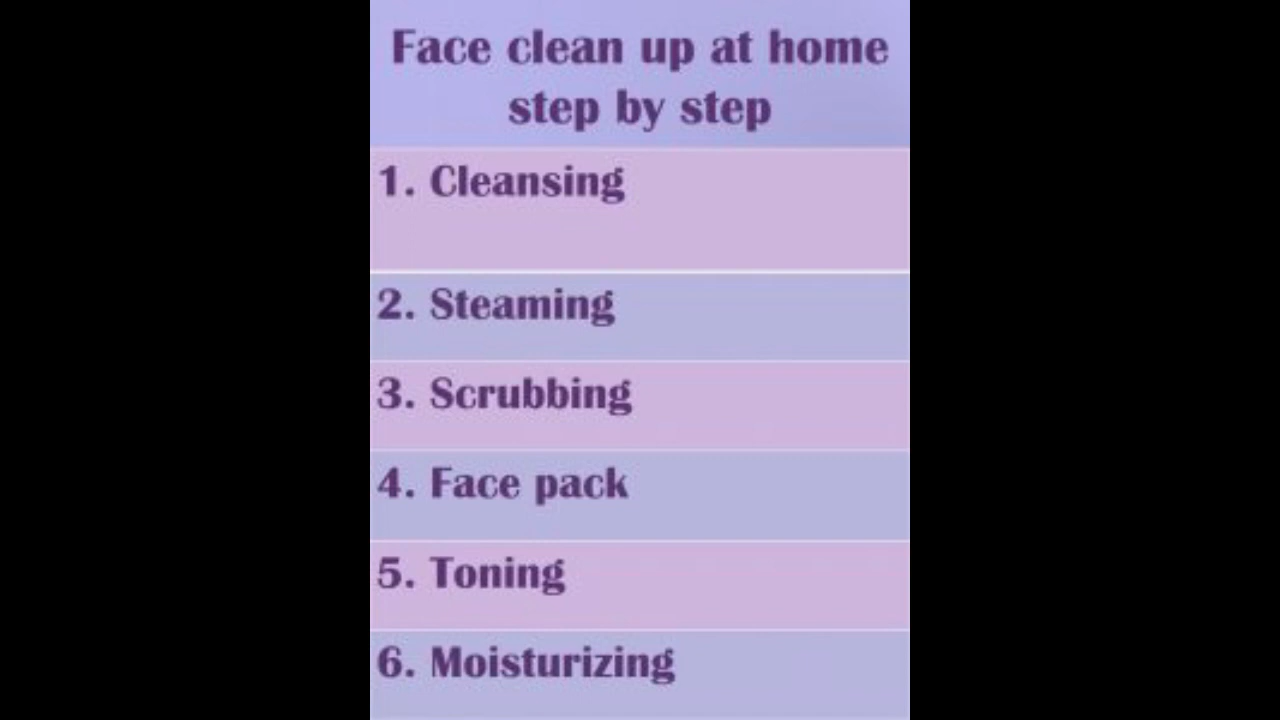 Face clean up at home
step by step
1. Cleansing
2. Steaming
3. Scrubbing
4. Face pack
5. Toning
6. Moisturizing